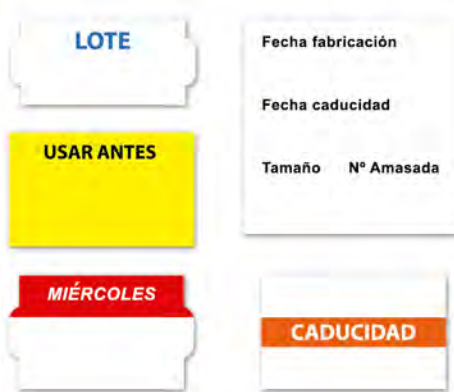 LOTE
Fecha fabricación
Fecha caducidad
Tamaño Nº Amasada
USAR ANTES
MIÉRCOLES
CADUCIDAD